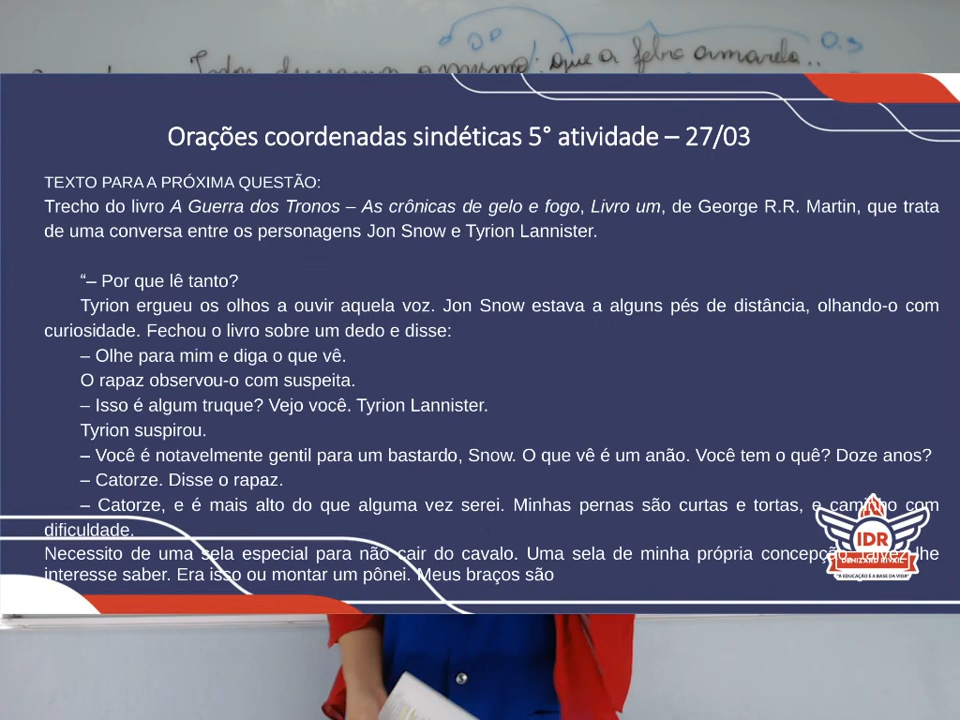 O.P
O.S
que a febre amarela..
Orações coordenadas sindéticas 5° atividade – 27/03
TEXTO PARA A PRÓXIMA QUESTÃO:
Trecho do livro A Guerra dos Tronos – As crônicas de gelo e fogo, Livro um, de George R.R. Martin, que trata
de uma conversa entre os personagens Jon Snow e Tyrion Lannister.
“– Por que lê tanto?
Tyrion ergueu os olhos a ouvir aquela voz. Jon Snow estava a alguns pés de distância, olhando-o com
curiosidade. Fechou o livro sobre um dedo e disse:
– Olhe para mim e diga o que vê.
O rapaz observou-o com suspeita.
– Isso é algum truque? Vejo você. Tyrion Lannister.
Tyrion suspirou.
– Você é notavelmente gentil para um bastardo, Snow. O que vê é um anão. Você tem o quê? Doze anos?
– Catorze. Disse o rapaz.
– Catorze, e é mais alto do que alguma vez serei. Minhas pernas são curtas e tortas, e caminho com
dificuldade.
Necessito de uma sela especial para não cair do cavalo. Uma sela de minha própria concepção, talvez lhe
interesse saber. Era isso ou montar um pônei. Meus braços são
IDR
DENIZARD RIVAIL
"A EDUCAÇÃO É A BASE DA VIDA"